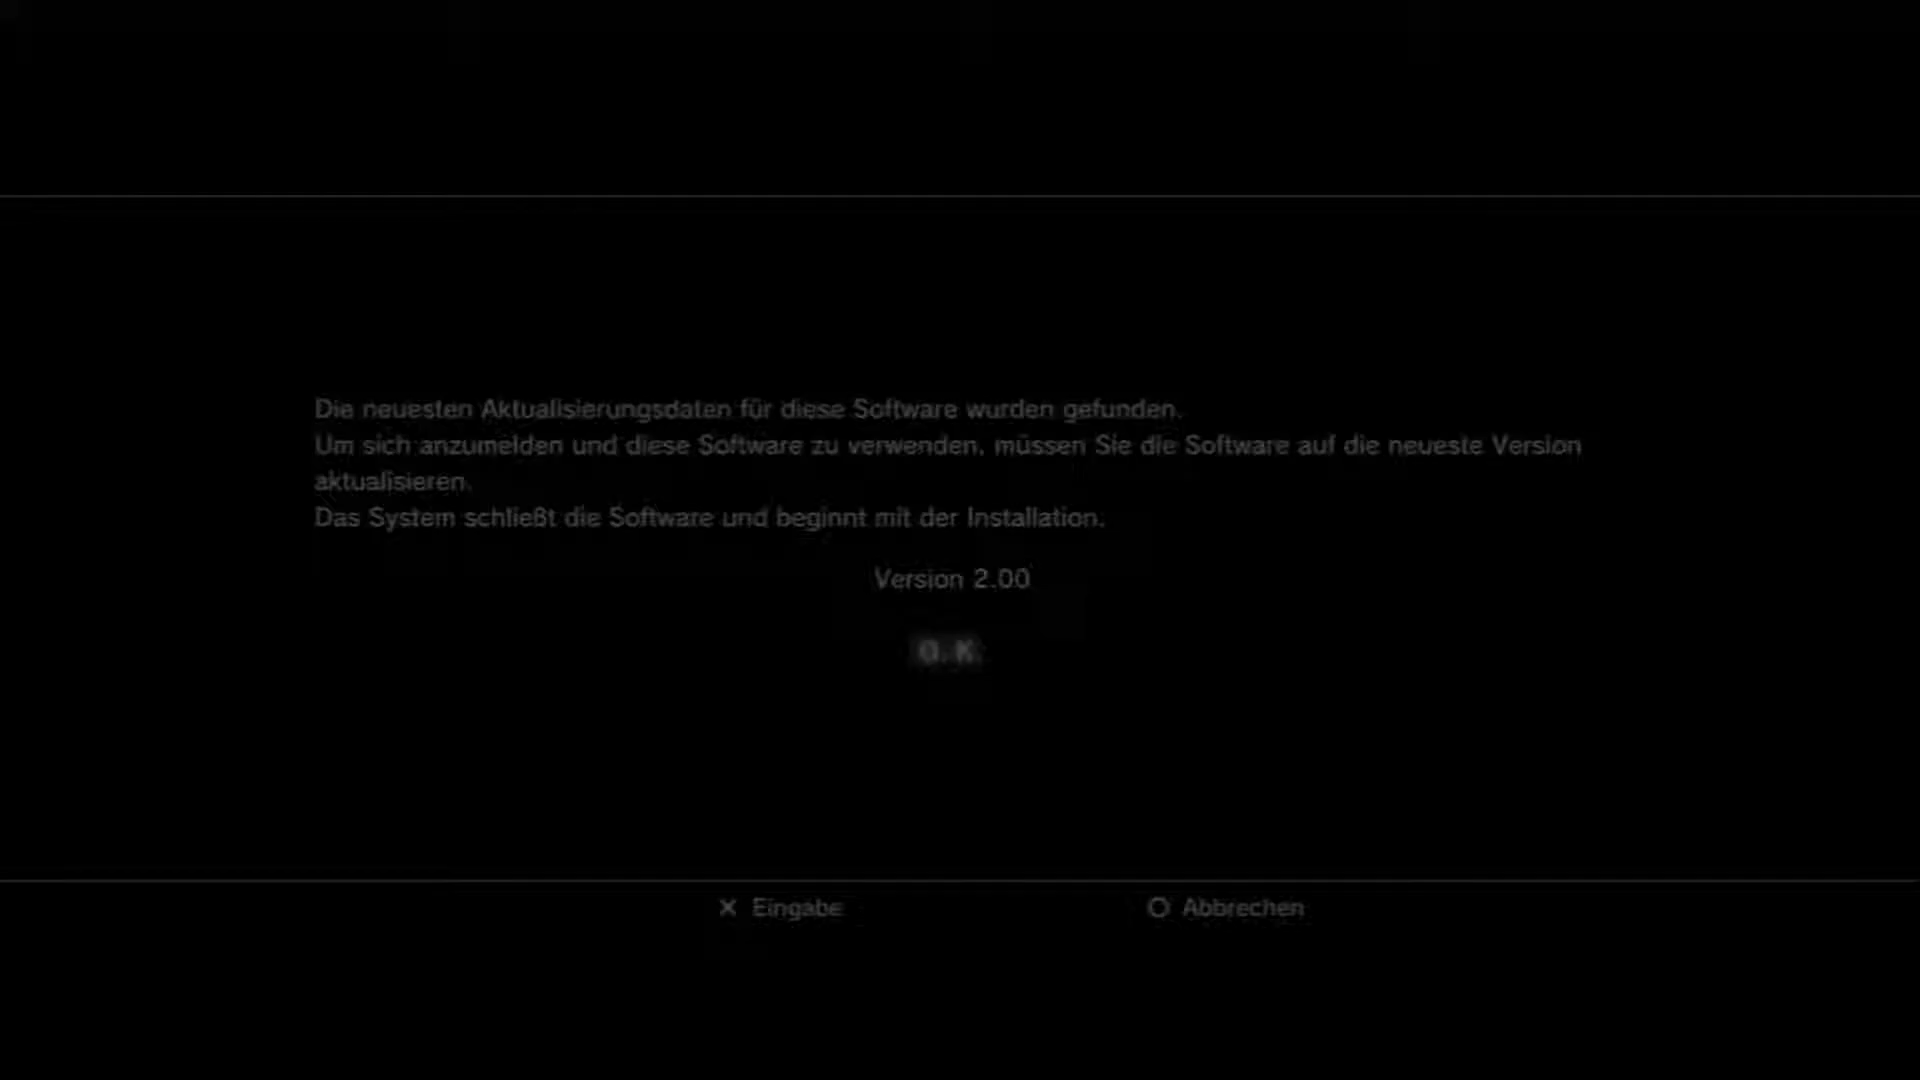 Die neuesten Aktualisierungsdaten für diese Software wurden gefunden.
Um sich anzumelden und diese Software zu verwenden, müssen Sie die Software auf die neueste Version
aktualisieren.
Das System schließt die Software und beginnt mit der Installation.
Version 2.00
O.K.
✕ Eingabe
○ Abbrechen